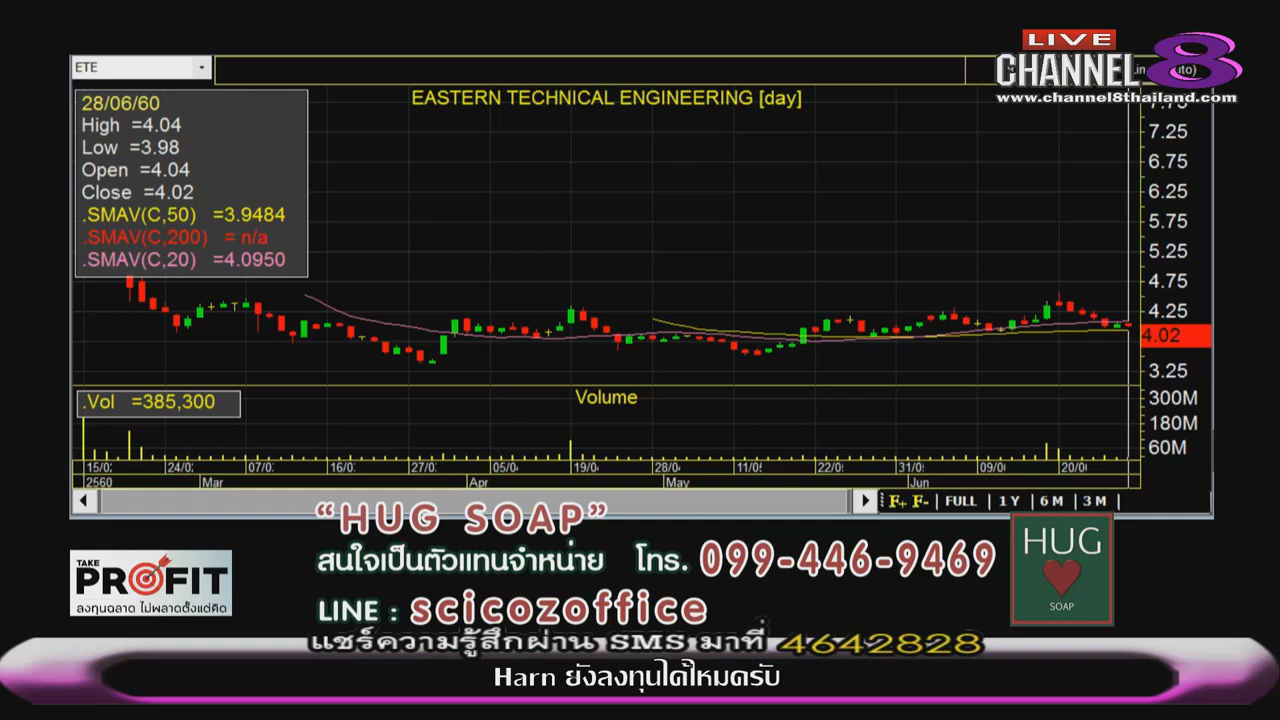 LIVE
CHANNEL 8
www.channel8thailand.com
ETE
28/06/60
High =4.04
Low =3.98
Open =4.04
Close =4.02
.SMAV(C,50) =3.9484
.SMAV(C,200) = n/a
.SMAV(C,20) =4.0950
EASTERN TECHNICAL ENGINEERING [day]
7.75
7.25
6.75
6.25
5.75
5.25
4.75
4.25
4.02
3.25
.Vol =385,300
Volume
300M
180M
60M
15/0 24/0 07/0 16/0 27/0 05/0 19/0 28/0 11/0 22/0 31/0 09/0 20/0
2560 Mar Apr May Jun
F+ F- | FULL | 1 Y | 6 M | 3 M |
“HUG SOAP”
สนใจเป็นตัวแทนจำหน่าย โทร. 099-446-9469
LINE : scicozoffice
TAKE
PROFIT
ลงทุนฉลาด ไม่พลาดตั้งแต่คิด
HUG
SOAP
แชร์ความรู้สึกผ่าน SMS มาที่ 4642828
Harn ยังลงทุนได้ไหมครับ